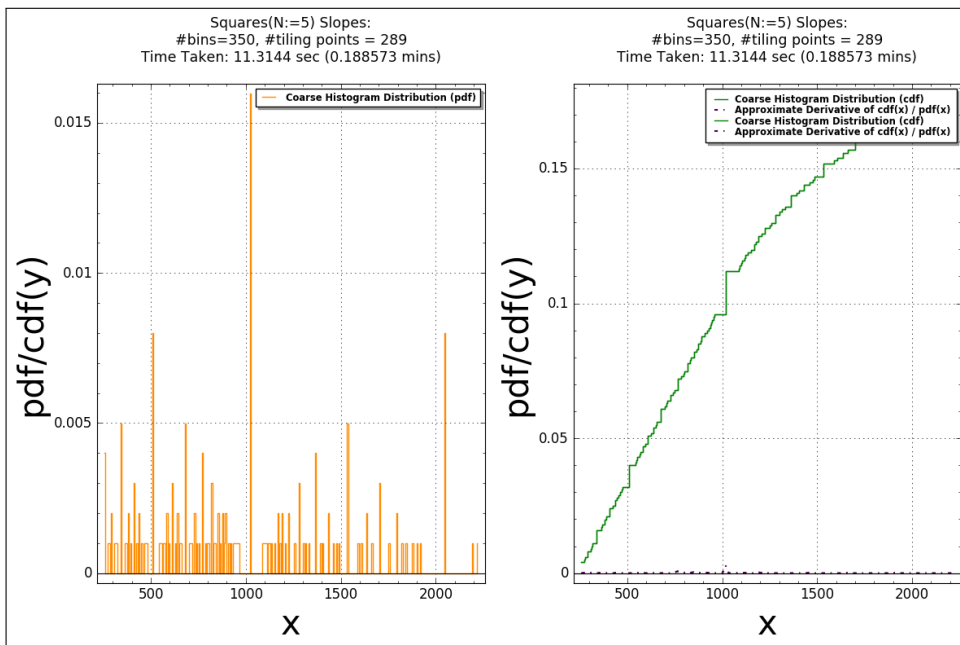 Squares(N:=5) Slopes:
#bins=350, #tiling points = 289
Time Taken: 11.3144 sec (0.188573 mins)
Coarse Histogram Distribution (pdf)
0.015
0.01
0.005
0
pdf/cdf(y)
500
1000
1500
2000
x
Squares(N:=5) Slopes:
#bins=350, #tiling points = 289
Time Taken: 11.3144 sec (0.188573 mins)
Coarse Histogram Distribution (cdf)
Approximate Derivative of cdf(x) / pdf(x)
Coarse Histogram Distribution (cdf)
Approximate Derivative of cdf(x) / pdf(x)
0.15
0.1
0.05
0
pdf/cdf(y)
500
1000
1500
2000
x